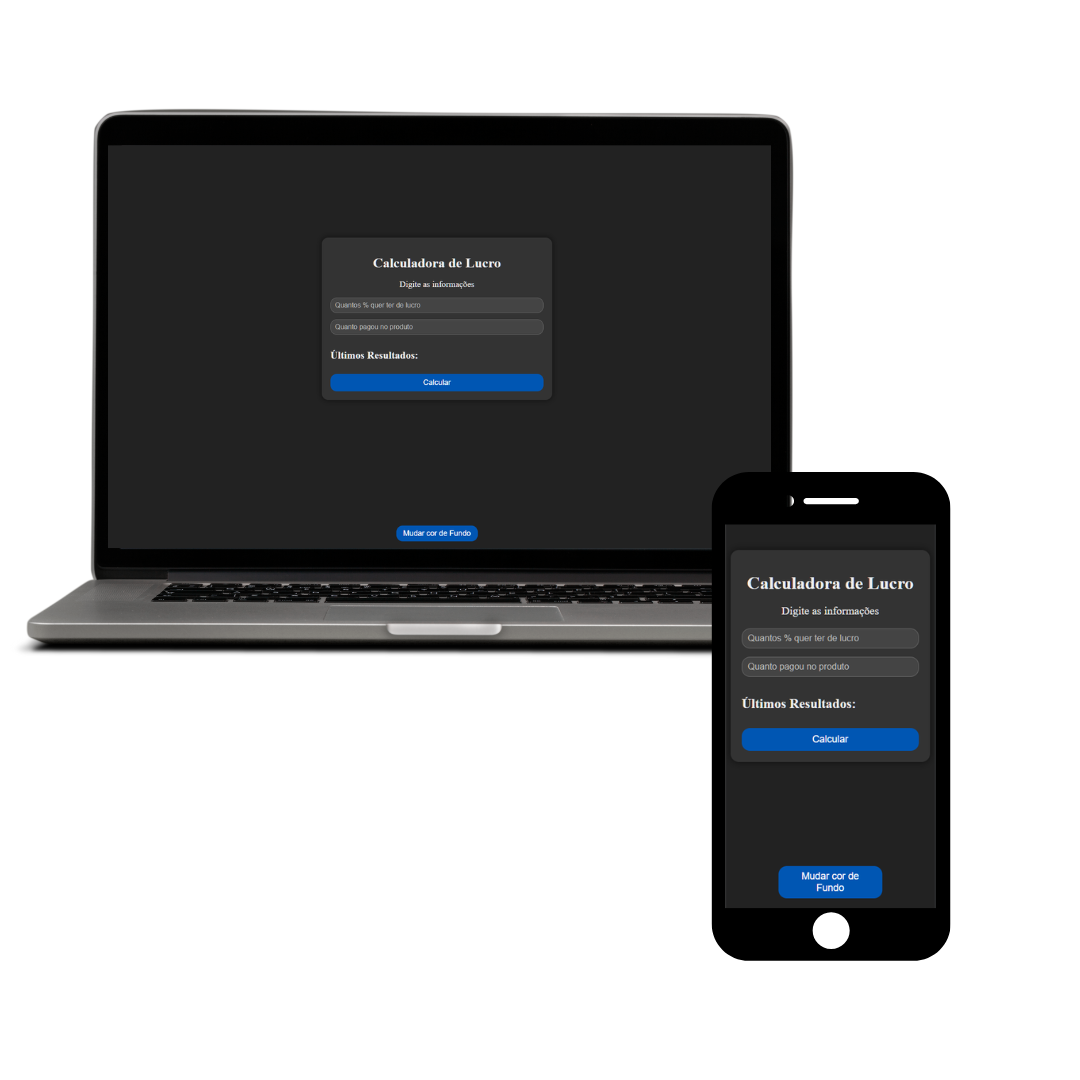 Calculadora de Lucro
Digite as informações
Quantos % quer ter de lucro
Quanto pagou no produto
Últimos Resultados:
Calcular
Mudar cor de Fundo
Calculadora de Lucro
Digite as informações
Quantos % quer ter de lucro
Quanto pagou no produto
Últimos Resultados:
Calcular
Mudar cor de
Fundo